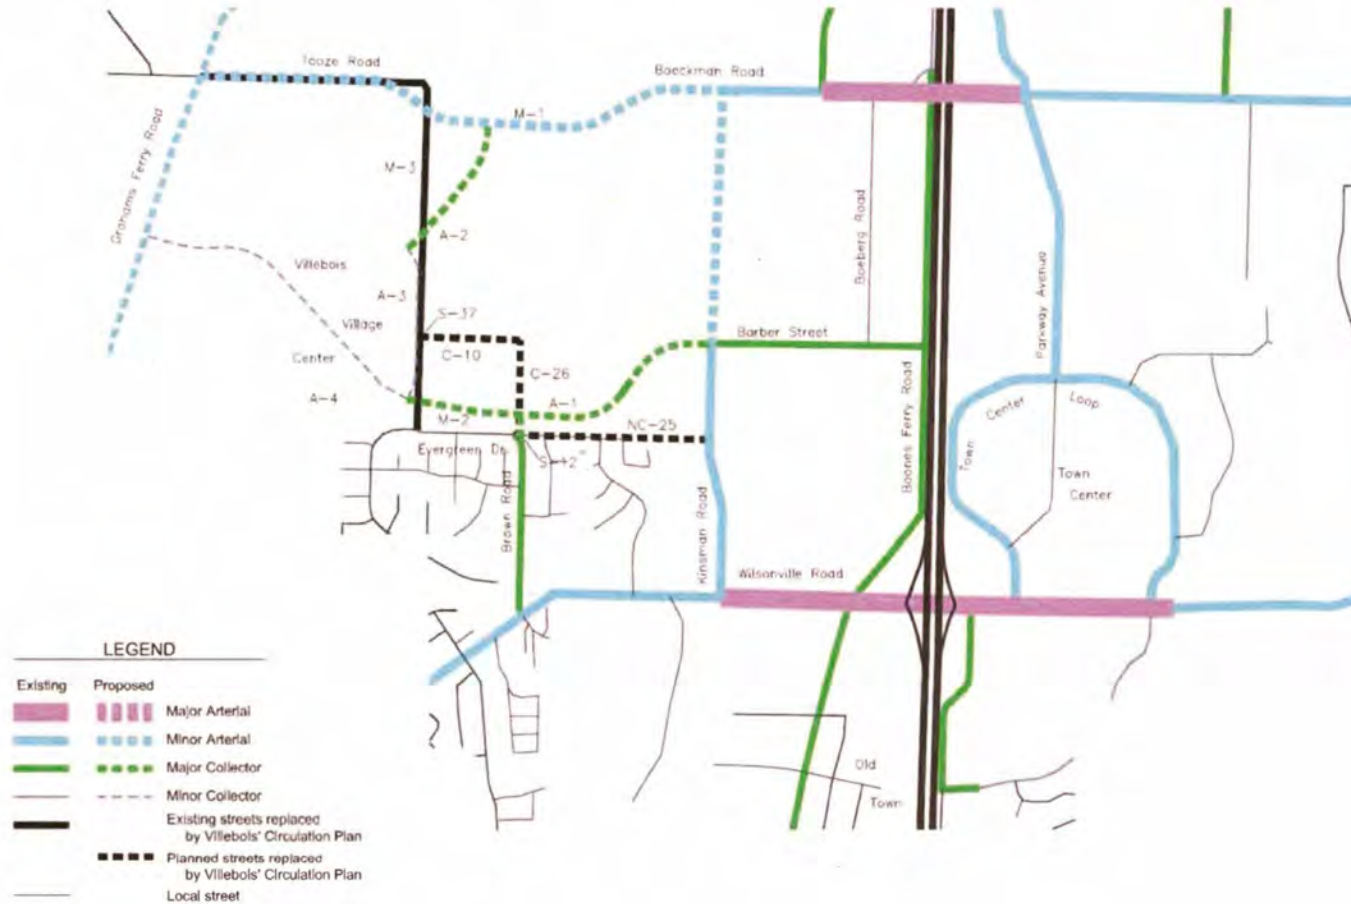 Tooze Road
Boeckman Road
M-1
Grahams Ferry Road
M-3
A-2
Villebois
A-3
Boeberg Road
Parkway Avenue
S-37
Village
Barber Street
Center
C-10
C-26
A-4
A-1
Center
Loop
M-2
NC-25
Boones Ferry Road
Town
Evergreen Dr.
S-42
Town
Center
Brown Road
Kinsman Road
Wilsonville Road
Old
Town
LEGEND
Existing Proposed
Major Arterial
Minor Arterial
Major Collector
Minor Collector
Existing streets replaced
by Villebois' Circulation Plan
Planned streets replaced
by Villebois' Circulation Plan
Local street